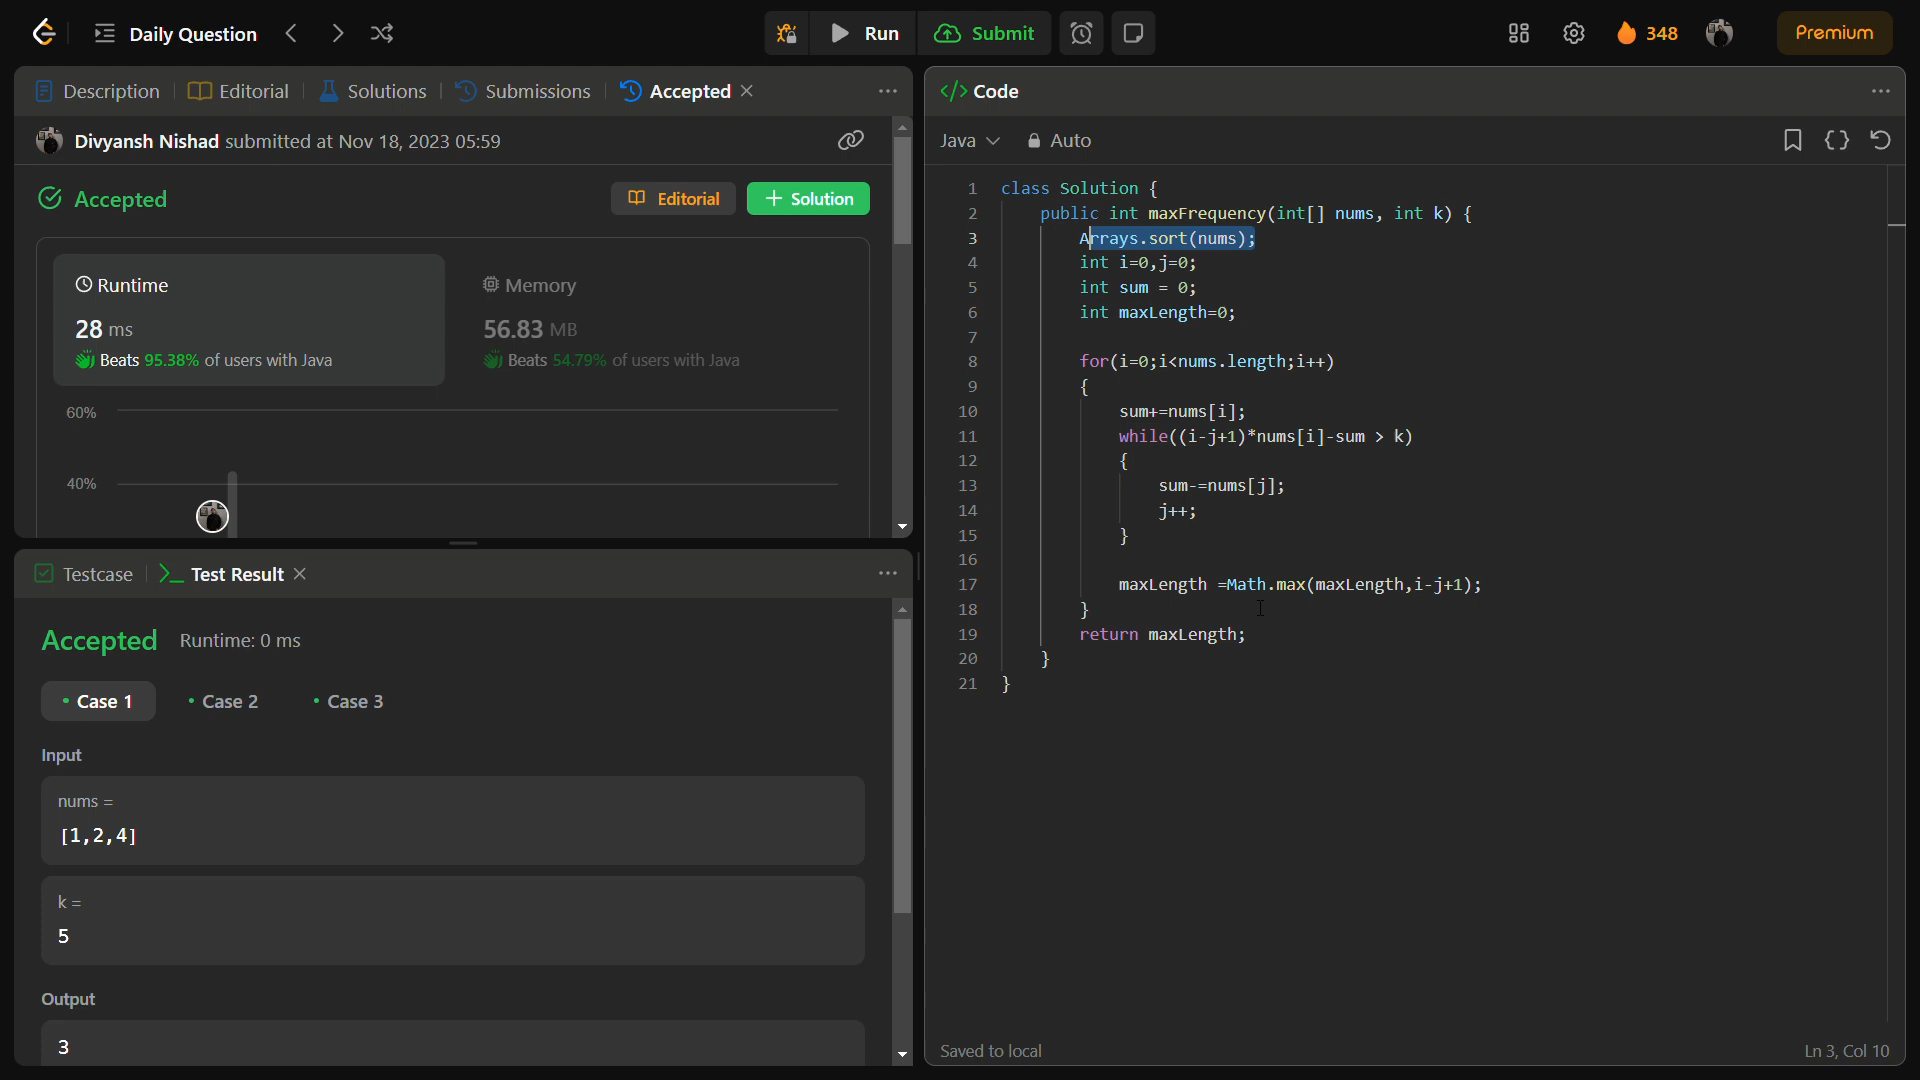 Daily Question
Run
Submit
348
Premium
Description
Editorial
Solutions
Submissions
Accepted
Divyansh Nishad submitted at Nov 18, 2023 05:59
Accepted
Editorial
+ Solution
Runtime
28 ms
Beats 95.38% of users with Java
Memory
56.83 MB
Beats 54.79% of users with Java
60%
40%
Testcase
Test Result
Accepted Runtime: 0 ms
• Case 1
• Case 2
• Case 3
Input
nums =
[1,2,4]
k =
5
Output
3
</> Code
Java
Auto
1 class Solution {
2 public int maxFrequency(int[] nums, int k) {
3 Arrays.sort(nums);
4 int i=0,j=0;
5 int sum = 0;
6 int maxLength=0;
7
8 for(i=0;i<nums.length;i++)
9 {
10 sum+=nums[i];
11 while((i-j+1)*nums[i]-sum > k)
12 {
13 sum-=nums[j];
14 j++;
15 }
16
17 maxLength =Math.max(maxLength,i-j+1);
18 }
19 return maxLength;
20 }
21 }
Saved to local
Ln 3, Col 10